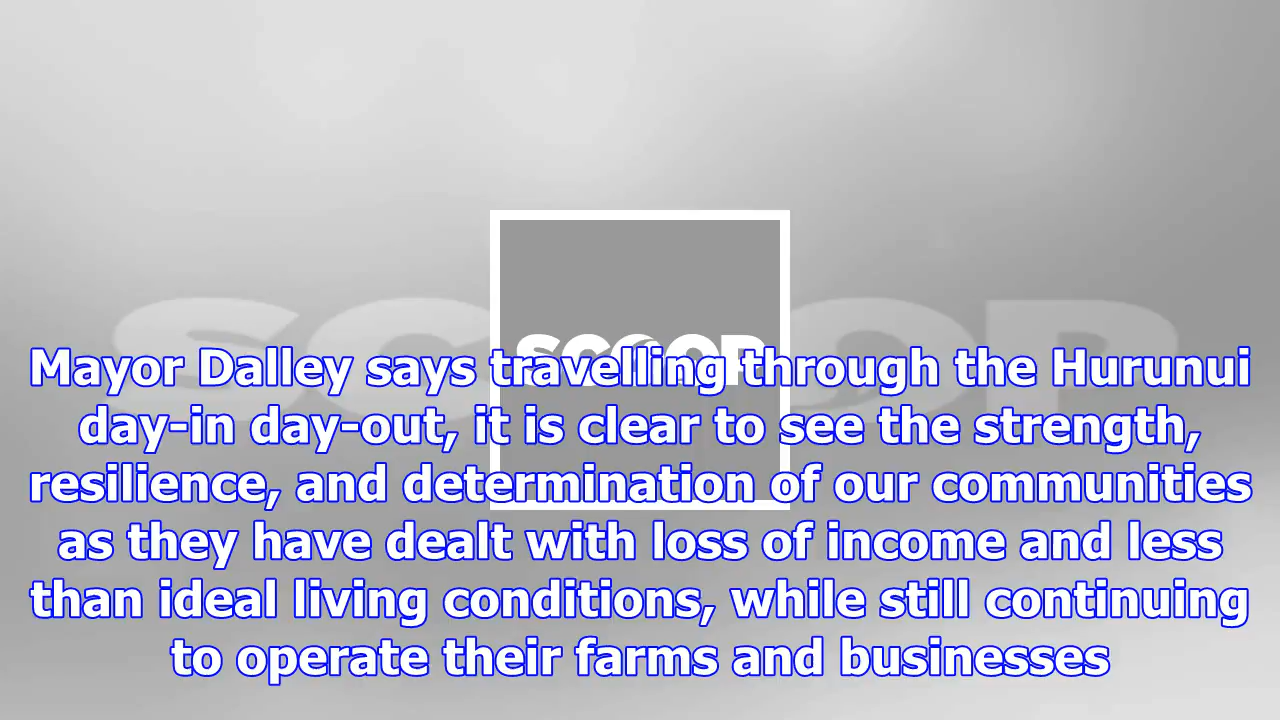 SCOOP
SCOOP
Mayor Dalley says travelling through the Hurunui
day-in day-out, it is clear to see the strength,
resilience, and determination of our communities
as they have dealt with loss of income and less
than ideal living conditions, while still continuing
to operate their farms and businesses